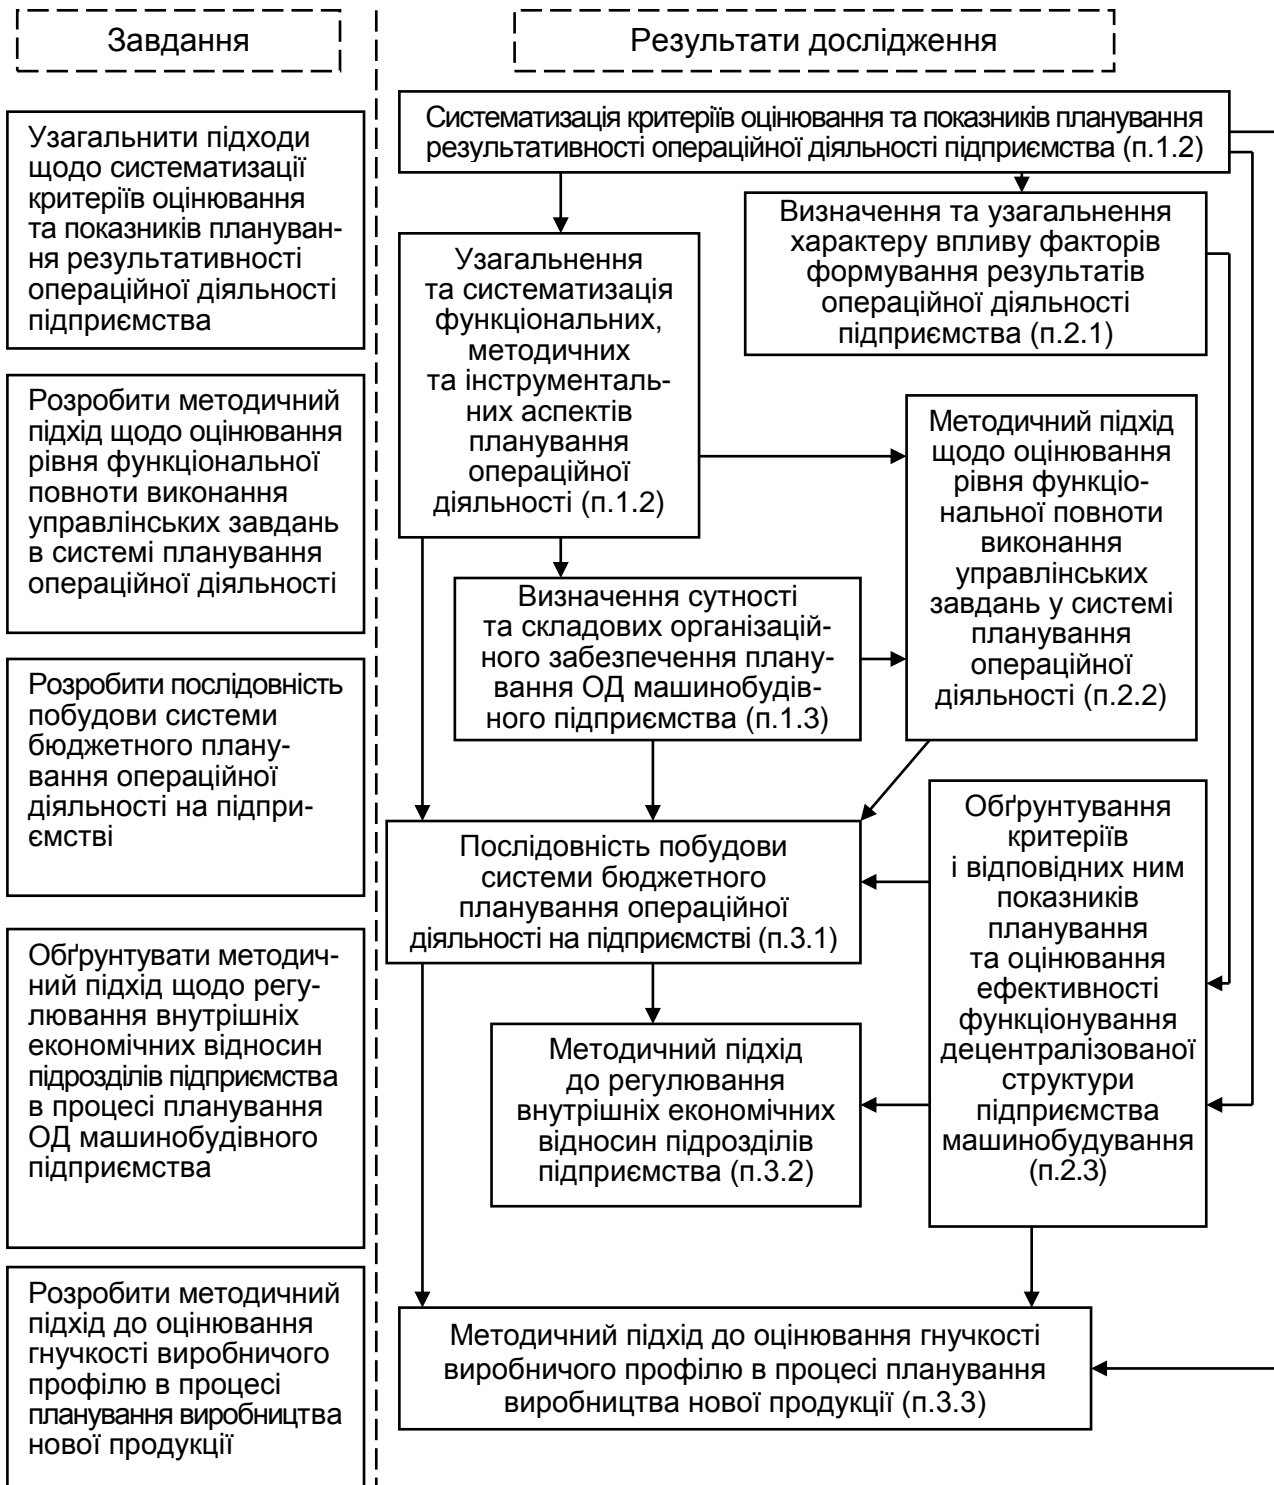 Завдання
Результати дослідження
Узагальнити підходи
щодо систематизації
критеріїв оцінювання
та показників плануван-
ня результативності
операційної діяльності
підприємства
Розробити методичний
підхід щодо оцінювання
рівня функціональної
повноти виконання
управлінських завдань
в системі планування
операційної діяльності
Розробити послідовність
побудови системи
бюджетного плану-
вання операційної
діяльності на підпри-
ємстві
Обґрунтувати методич-
ний підхід щодо регу-
лювання внутрішніх
економічних відносин
підрозділів підприємства
в процесі планування
ОД машинобудівного
підприємства
Розробити методичний
підхід до оцінювання
гнучкості виробничого
профілю в процесі
планування виробництва
нової продукції
Систематизація критеріїв оцінювання та показників планування
результативності операційної діяльності підприємства (п.1.2)
Визначення та узагальнення
характеру впливу факторів
формування результатів
операційної діяльності
підприємства (п.2.1)
Узагальнення
та систематизація
функціональних,
методичних
та інструменталь-
них аспектів
планування
операційної
діяльності (п.1.2)
Методичний підхід
щодо оцінювання
рівня функціо-
нальної повноти
виконання
управлінських
завдань у системі
планування
операційної
діяльності (п.2.2)
Визначення сутності
та складових організацій-
ного забезпечення плану-
вання ОД машинобудів-
ного підприємства (п.1.3)
Послідовність побудови
системи бюджетного
планування операційної
діяльності на підприємстві (п.3.1)
Обґрунтування
критеріїв
і відповідних ним
показників
планування
та оцінювання
ефективності
функціонування
децентралізованої
структури
підприємства
машинобудування
(п.2.3)
Методичний підхід
до регулювання
внутрішніх економічних
відносин підрозділів
підприємства (п.3.2)
Методичний підхід до оцінювання гнучкості
виробничого профілю в процесі планування
виробництва нової продукції (п.3.3)